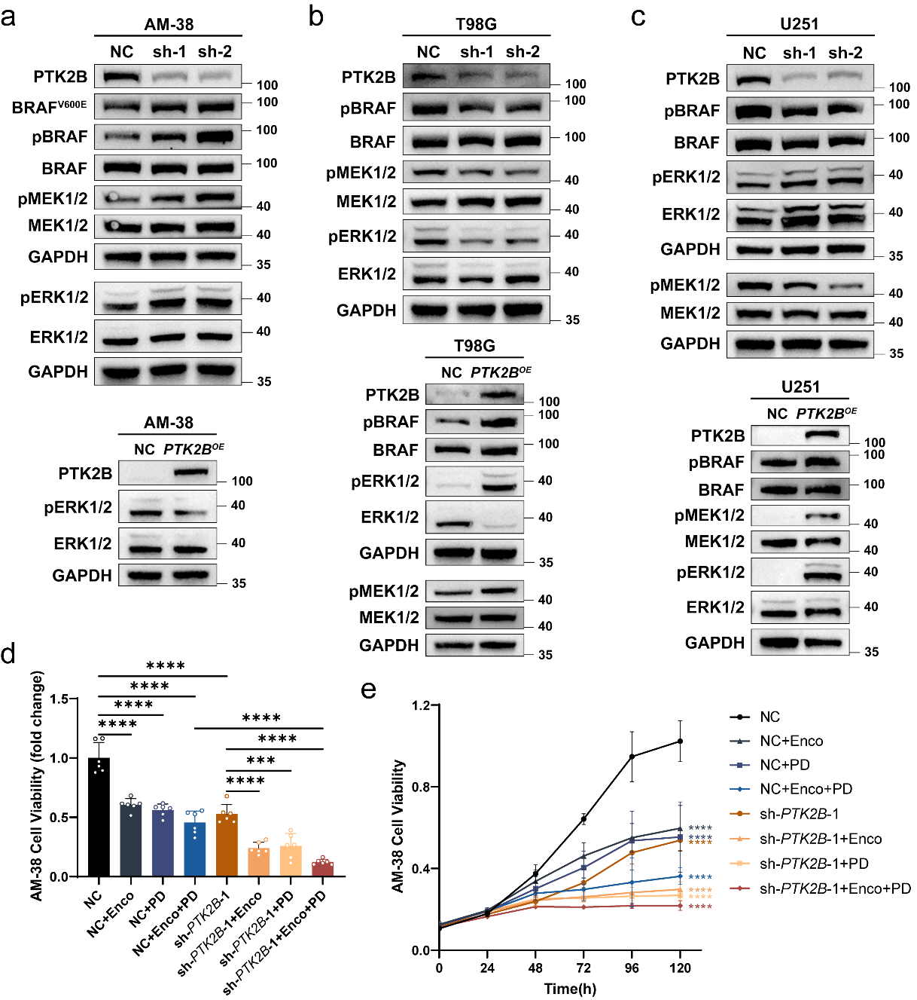 a
AM-38
NC sh-1 sh-2
PTK2B
100
BRAFV600E
100
pBRAF
100
BRAF
100
pMEK1/2
40
MEK1/2
40
GAPDH
35
pERK1/2
40
ERK1/2
40
GAPDH
35
AM-38
NC PTK2BOE
PTK2B
100
pERK1/2
40
ERK1/2
40
GAPDH
35
b
T98G
NC sh-1 sh-2
PTK2B
100
pBRAF
100
BRAF
100
pMEK1/2
40
MEK1/2
pERK1/2
40
ERK1/2
40
GAPDH
35
T98G
NC PTK2BOE
PTK2B
100
pBRAF
100
BRAF
100
pERK1/2
40
ERK1/2
40
GAPDH
35
pMEK1/2
40
MEK1/2
40
GAPDH
35
c
U251
NC sh-1 sh-2
PTK2B
100
pBRAF
100
BRAF
100
pERK1/2
40
ERK1/2
40
GAPDH
35
pMEK1/2
40
MEK1/2
40
GAPDH
35
U251
NC PTK2BOE
PTK2B
100
pBRAF
100
BRAF
100
pMEK1/2
40
MEK1/2
40
pERK1/2
40
ERK1/2
40
GAPDH
35
d
AM-38 Cell Viability (fold change)
1.5
1.0
0.5
0.0
****
****
****
****
****
****
***
****
NC
NC+Enco
NC+PD
NC+Enco+PD
sh-PTK2B-1
sh-PTK2B-1+Enco
sh-PTK2B-1+PD
sh-PTK2B-1+Enco+PD
e
AM-38 Cell Viability
1.2
0.8
0.4
0.0
0 24 48 72 96 120
Time(h)
****
****
****
****
****
****
****
NC
NC+Enco
NC+PD
NC+Enco+PD
sh-PTK2B-1
sh-PTK2B-1+Enco
sh-PTK2B-1+PD
sh-PTK2B-1+Enco+PD